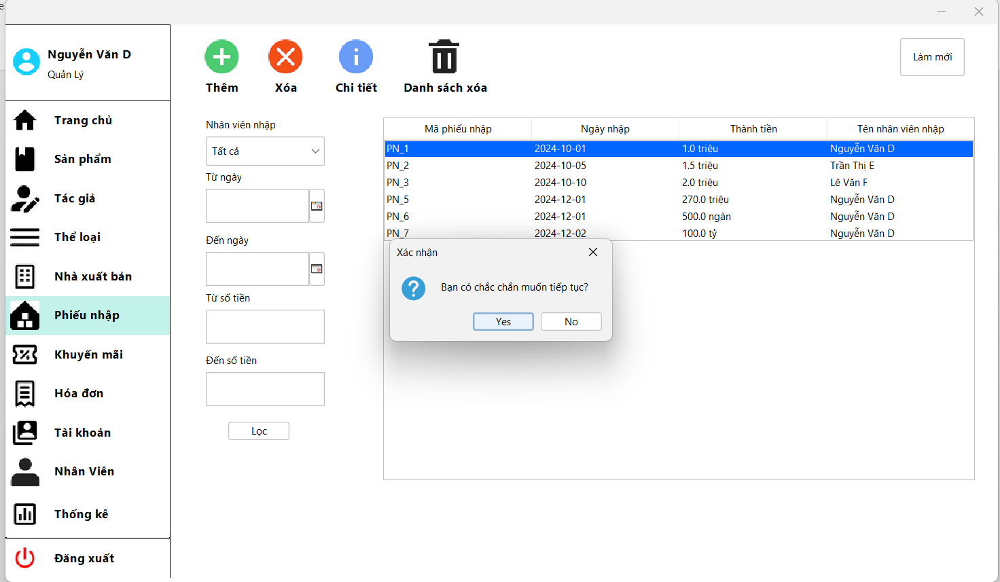 Nguyễn Văn D
Quản Lý
Trang chủ
Sản phẩm
Tác giả
Thể loại
Nhà xuất bản
Phiếu nhập
Khuyến mãi
Hóa đơn
Tài khoản
Nhân Viên
Thống kê
Đăng xuất
Thêm
Xóa
Chi tiết
Danh sách xóa
Làm mới
Nhân viên nhập
Tất cả
Từ ngày
Đến ngày
Từ số tiền
Đến số tiền
Lọc
Mã phiếu nhập Ngày nhập Thành tiền Tên nhân viên nhập
PN_1 2024-10-01 1.0 triệu Nguyễn Văn D
PN_2 2024-10-05 1.5 triệu Trần Thị E
PN_3 2024-10-10 2.0 triệu Lê Văn F
PN_5 2024-12-01 270.0 triệu Nguyễn Văn D
PN_6 2024-12-01 500.0 ngàn Nguyễn Văn D
PN_7 2024-12-02 100.0 tỷ Nguyễn Văn D
Xác nhận
Bạn có chắc chắn muốn tiếp tục?
Yes No